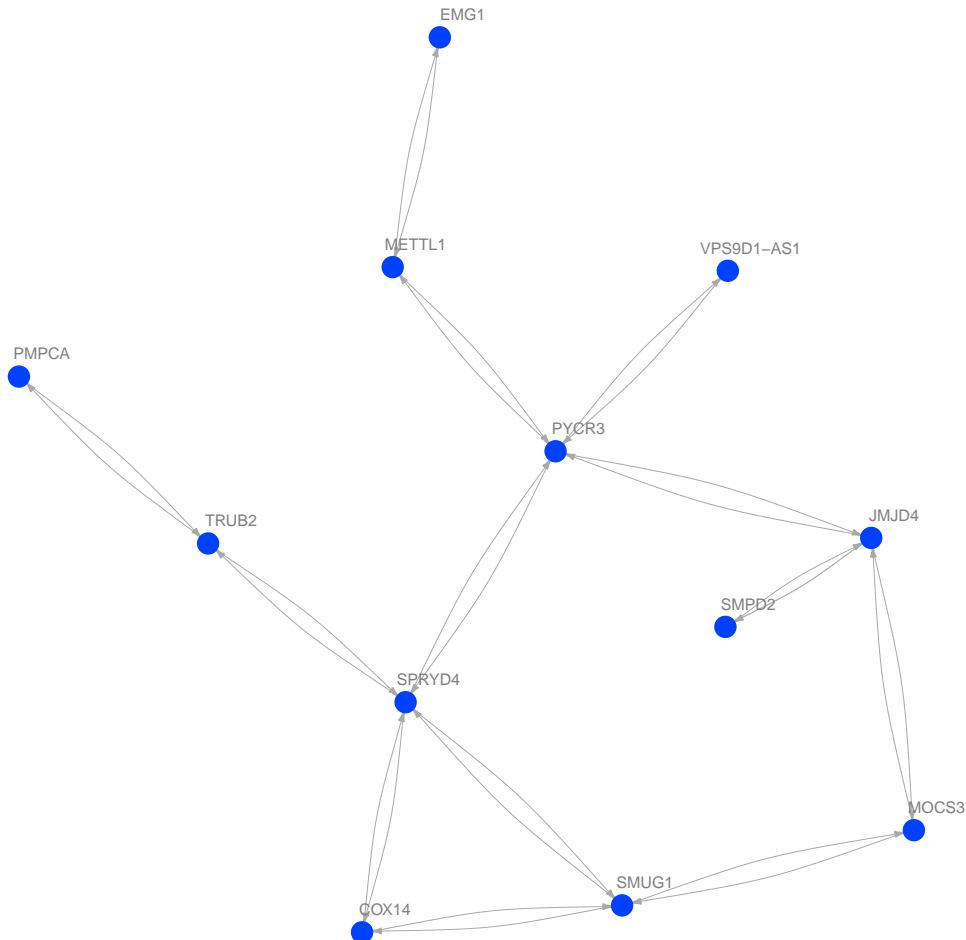 EMG1
METTL1
VPS9D1–AS1
PMPCA
PYCR3
TRUB2
JMJD4
SMPD2
SPRYD4
MOCS3
SMUG1
COX14